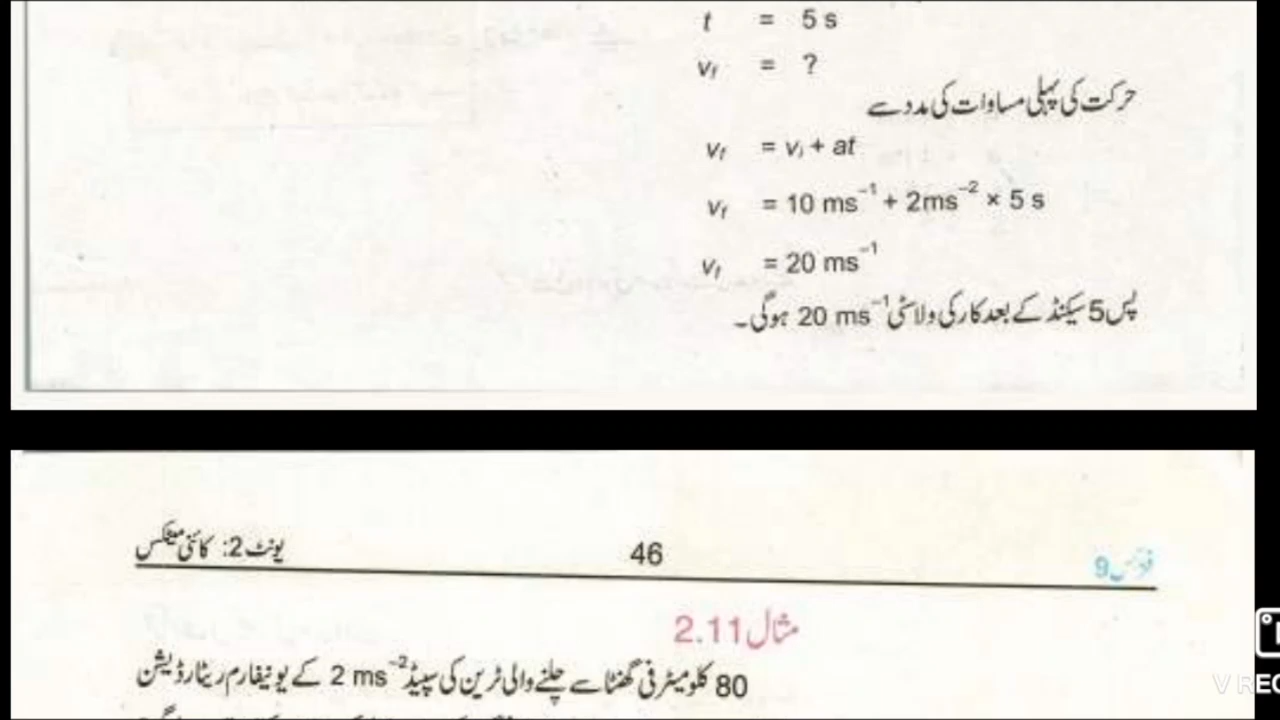 t = 5 s
vf = ?
حرکت کی پہلی مساوات کی مدد سے
vf = vi + at
vf = 10 ms⁻¹ + 2ms⁻² × 5 s
vf = 20 ms⁻¹
پس 5 سیکنڈ کے بعد کار کی ولاسٹی 20 ms⁻¹ ہوگی۔
فزکس 9
46
یونٹ 2: کائنی میٹکس
مثال 2.11
80 کلومیٹر فی گھنٹا سے چلنے والی ٹرین کی سپیڈ 2 ms⁻² کے یونیفارم ریٹارڈیشن
V REC